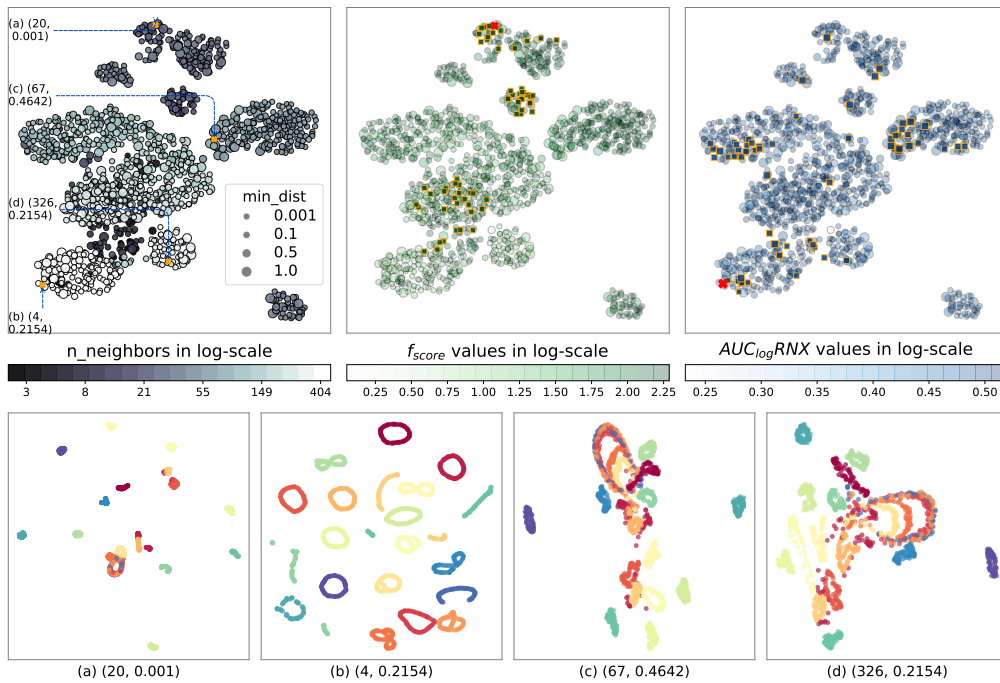 (a) (20,
0.001)
(c) (67,
0.4642)
(d) (326,
0.2154)
(b) (4,
0.2154)
min_dist
0.001
0.1
0.5
1.0
n_neighbors in log-scale
3 8 21 55 149 404
f_score values in log-scale
0.25 0.50 0.75 1.00 1.25 1.50 1.75 2.00 2.25
AUC_logRNX values in log-scale
0.25 0.30 0.35 0.40 0.45 0.50
(a) (20, 0.001)
(b) (4, 0.2154)
(c) (67, 0.4642)
(d) (326, 0.2154)